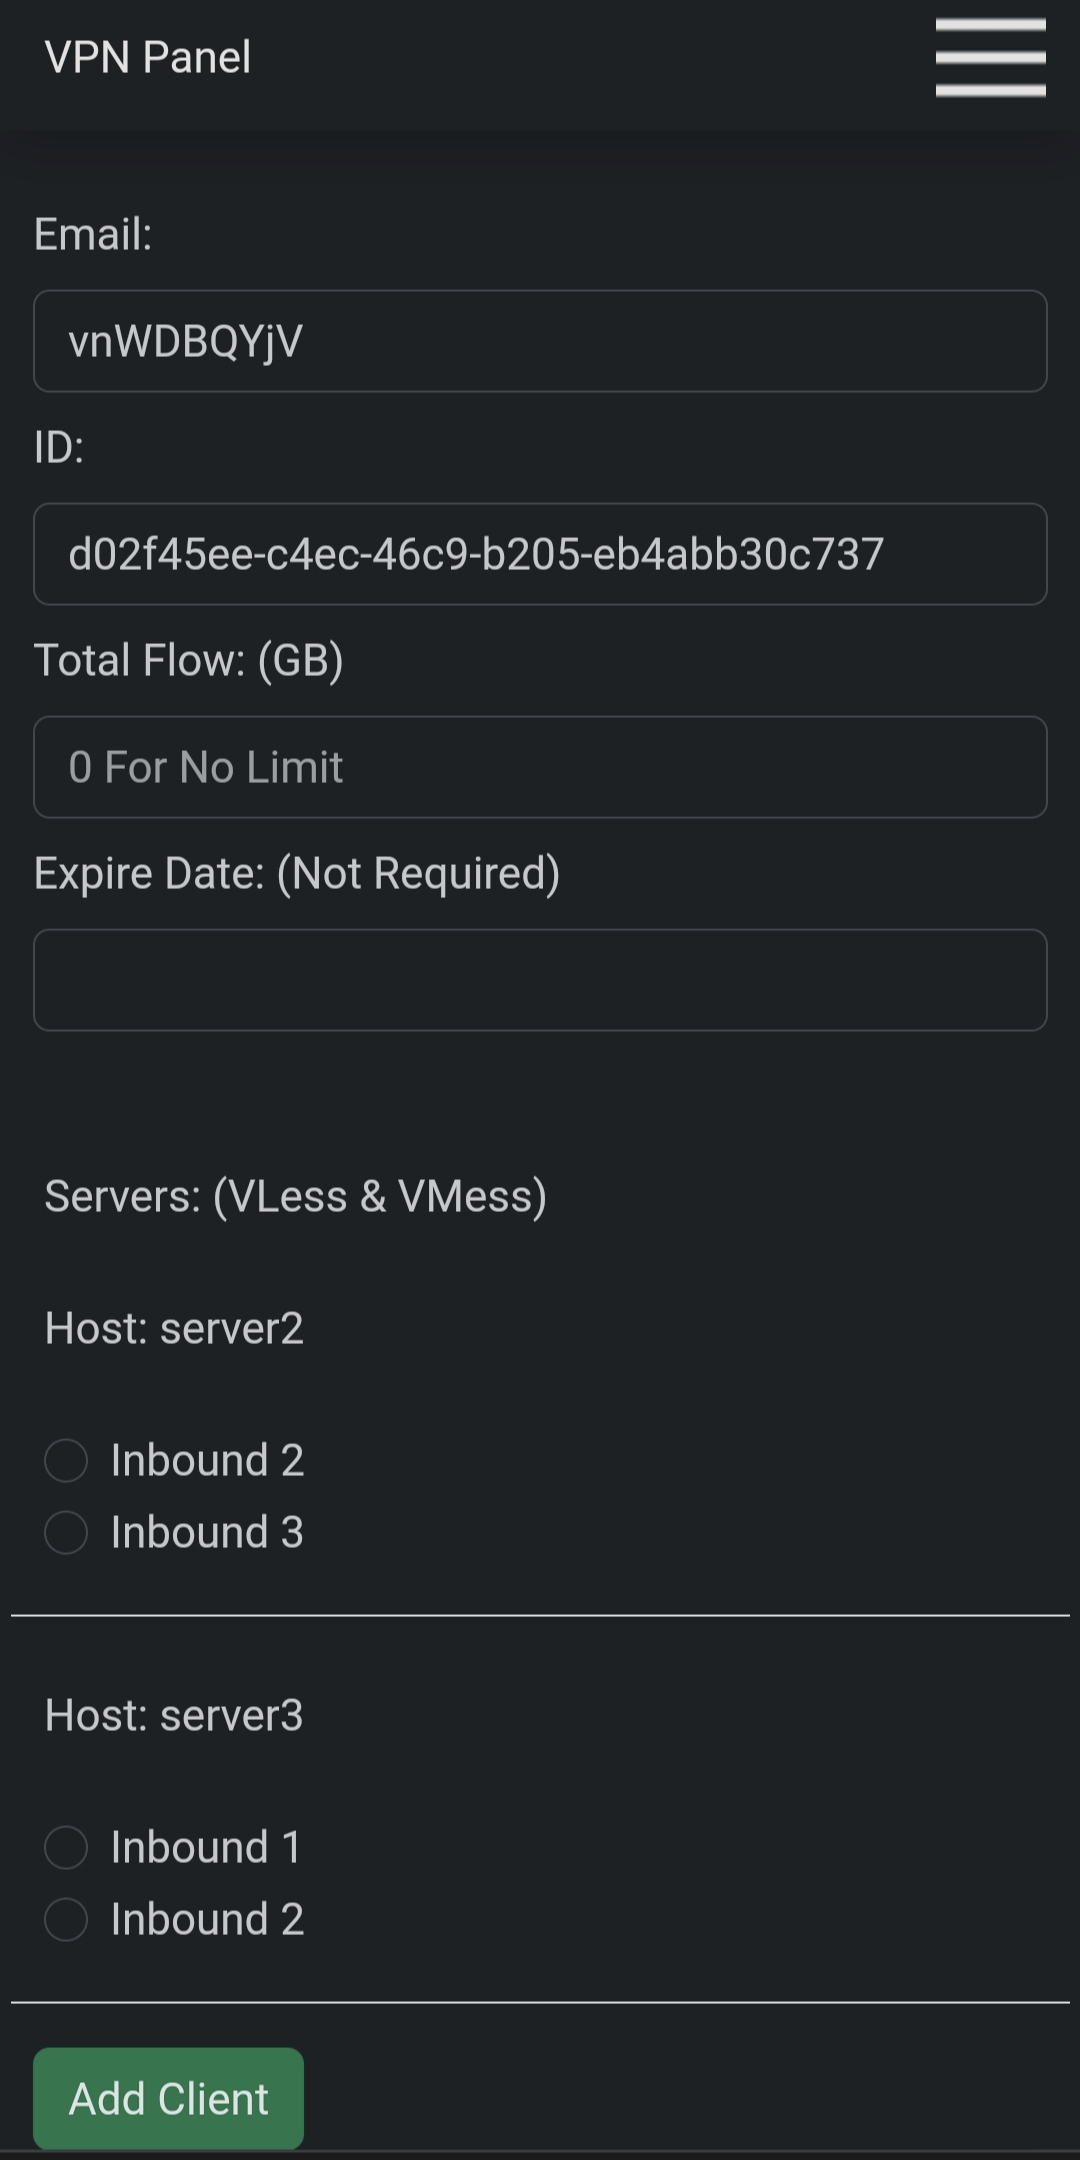 VPN Panel
Email:
vnWDBQYjV
ID:
d02f45ee-c4ec-46c9-b205-eb4abb30c737
Total Flow: (GB)
0 For No Limit
Expire Date: (Not Required)
Servers: (VLess & VMess)
Host: server2
Inbound 2
Inbound 3
Host: server3
Inbound 1
Inbound 2
Add Client